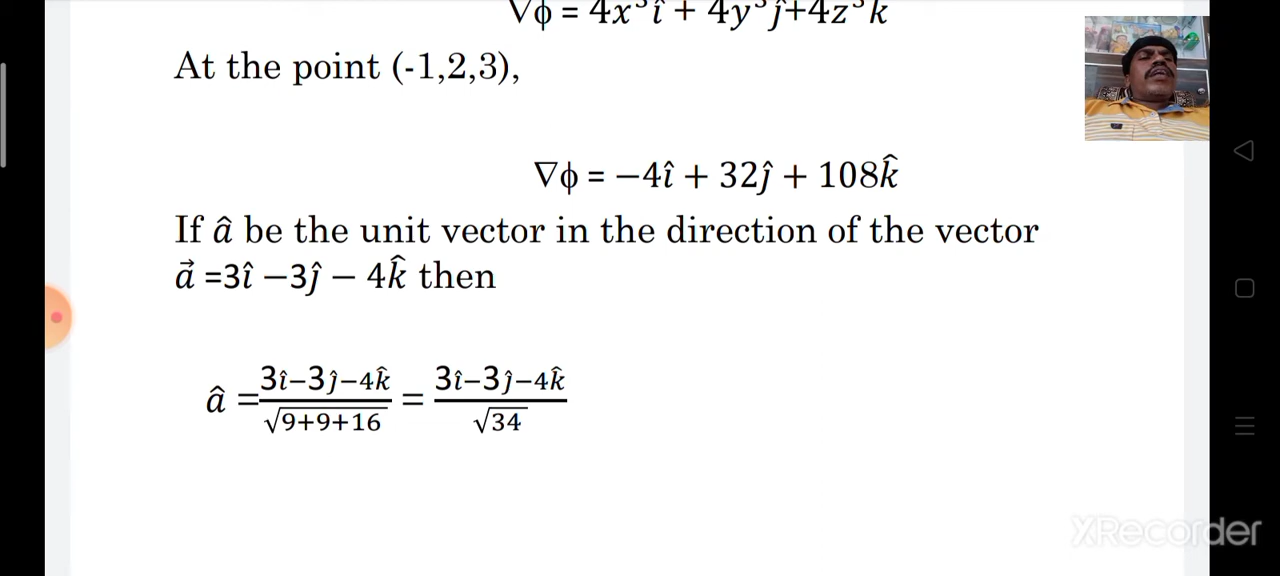 ∇ϕ = 4x³î + 4y³ĵ+4z³k̂
At the point (-1,2,3),
∇ϕ = −4î + 32ĵ + 108k̂
If â be the unit vector in the direction of the vector
a⃗ =3î −3ĵ − 4k̂ then
â = (3î−3ĵ−4k̂)/√(9+9+16) = (3î−3ĵ−4k̂)/√34
XRecorder